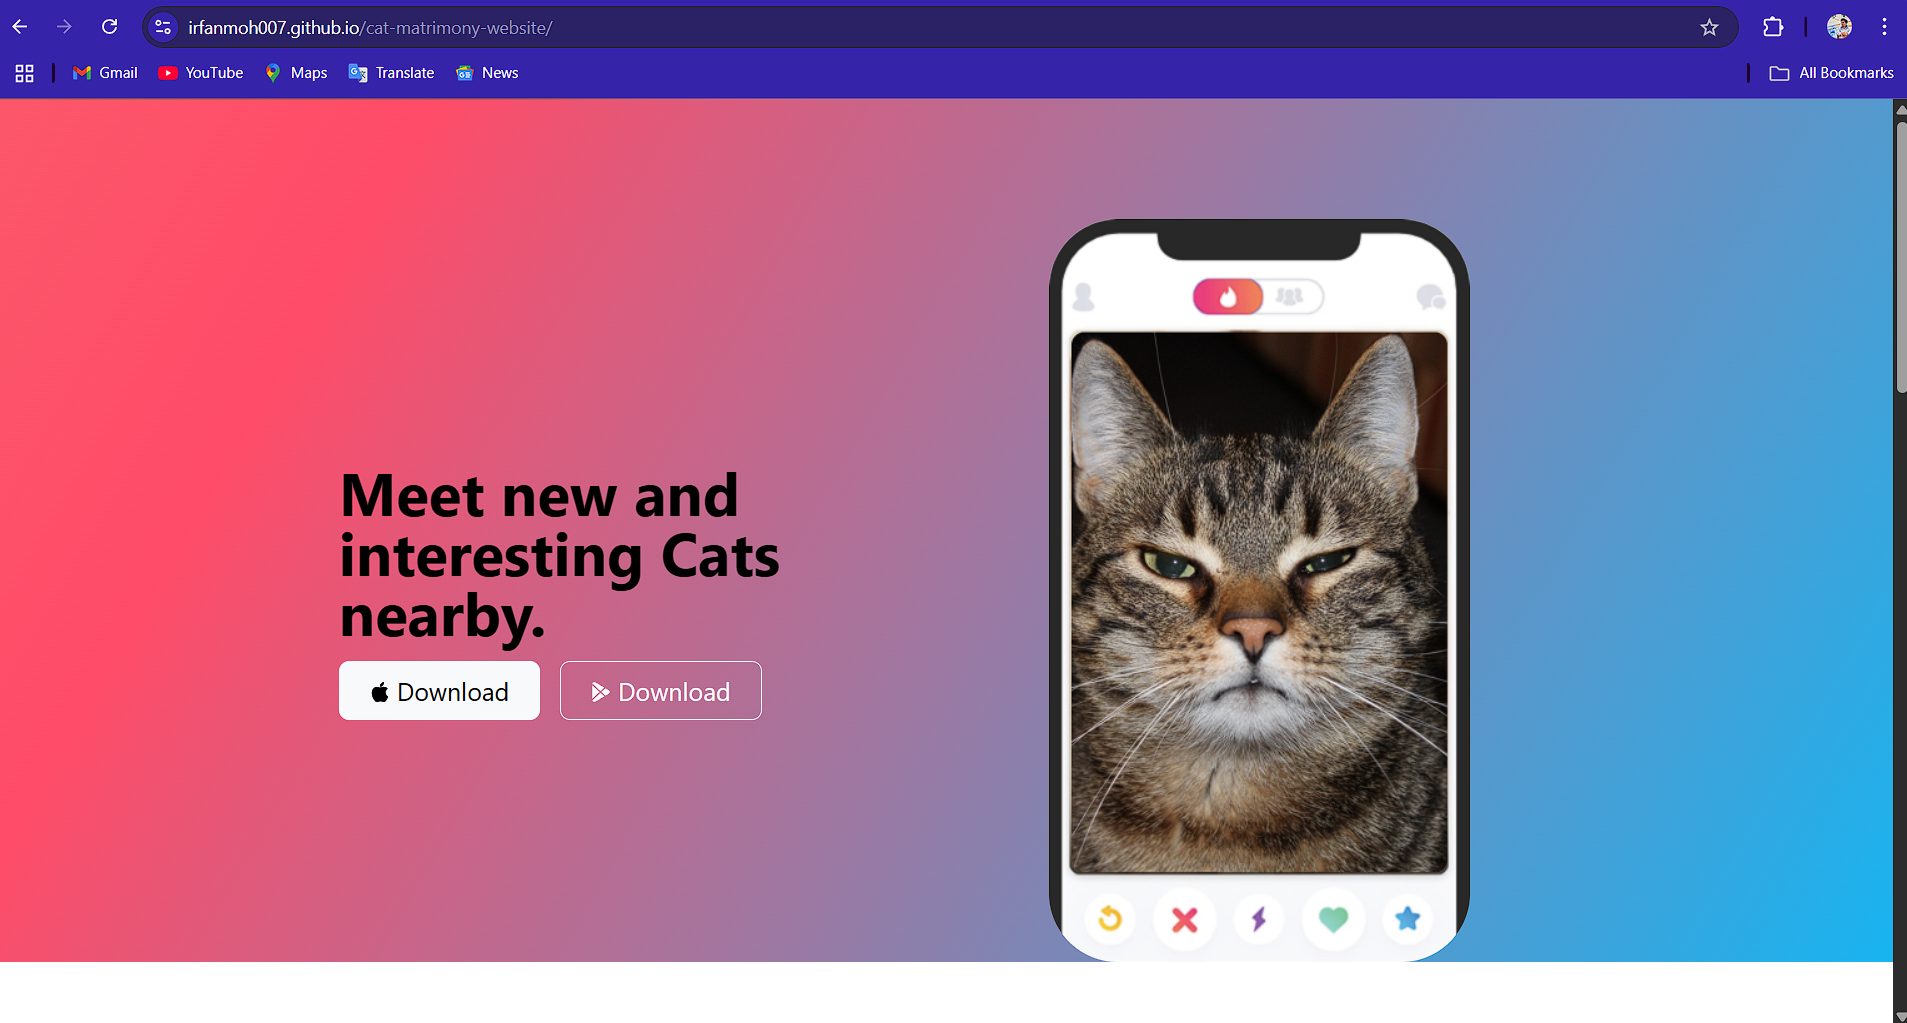 irfanmoh007.github.io/cat-matrimony-website/
Gmail YouTube Maps Translate News All Bookmarks
Meet new and
interesting Cats
nearby.
Download Download